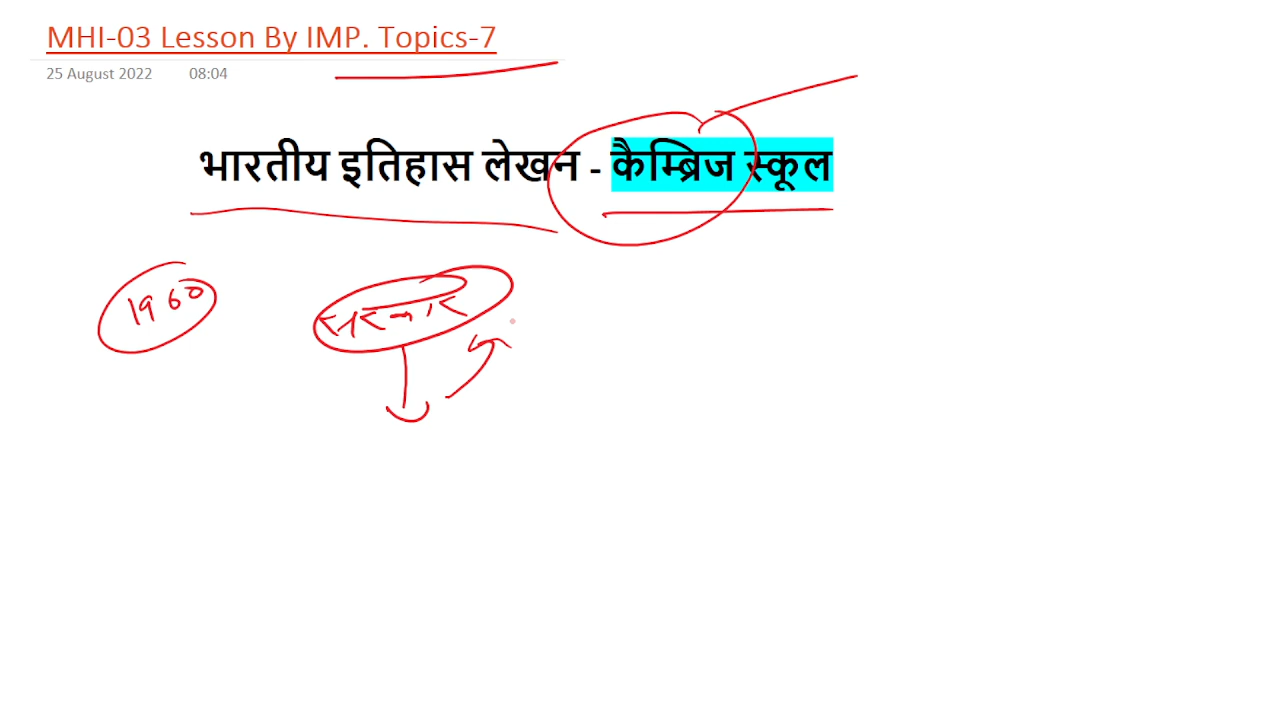 MHI-03 Lesson By IMP. Topics-7
25 August 2022 08:04
भारतीय इतिहास लेखन - कैम्ब्रिज स्कूल
1960 सरकार